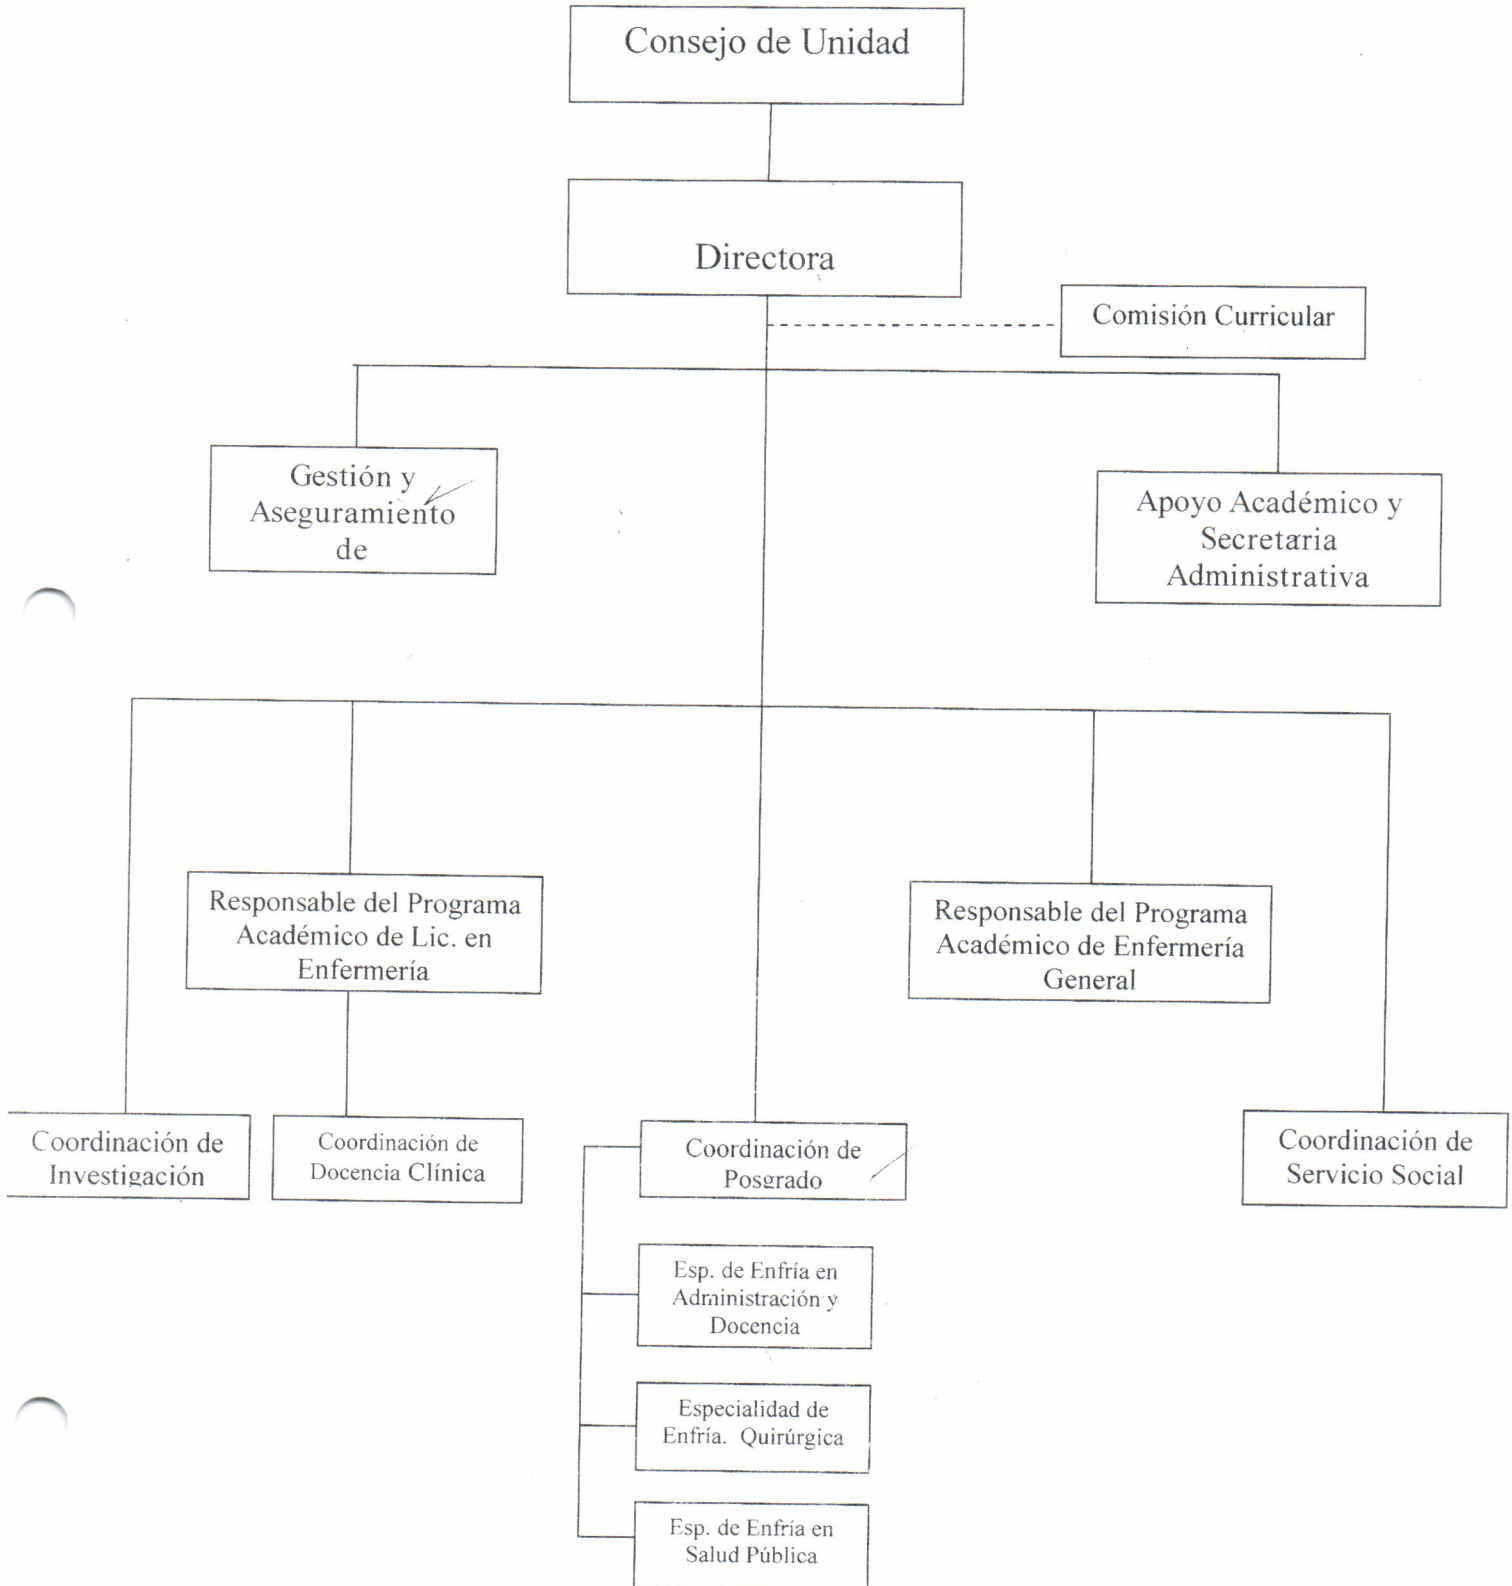 Consejo de Unidad
Directora
Comisión Curricular
Gestión y
Aseguramiento
de
Apoyo Académico y
Secretaria
Administrativa
Responsable del Programa
Académico de Lic. en
Enfermería
Responsable del Programa
Académico de Enfermería
General
Coordinación de
Investigación
Coordinación de
Docencia Clínica
Coordinación de
Posgrado
Coordinación de
Servicio Social
Esp. de Enfría en
Administración y
Docencia
Especialidad de
Enfría. Quirúrgica
Esp. de Enfría en
Salud Pública